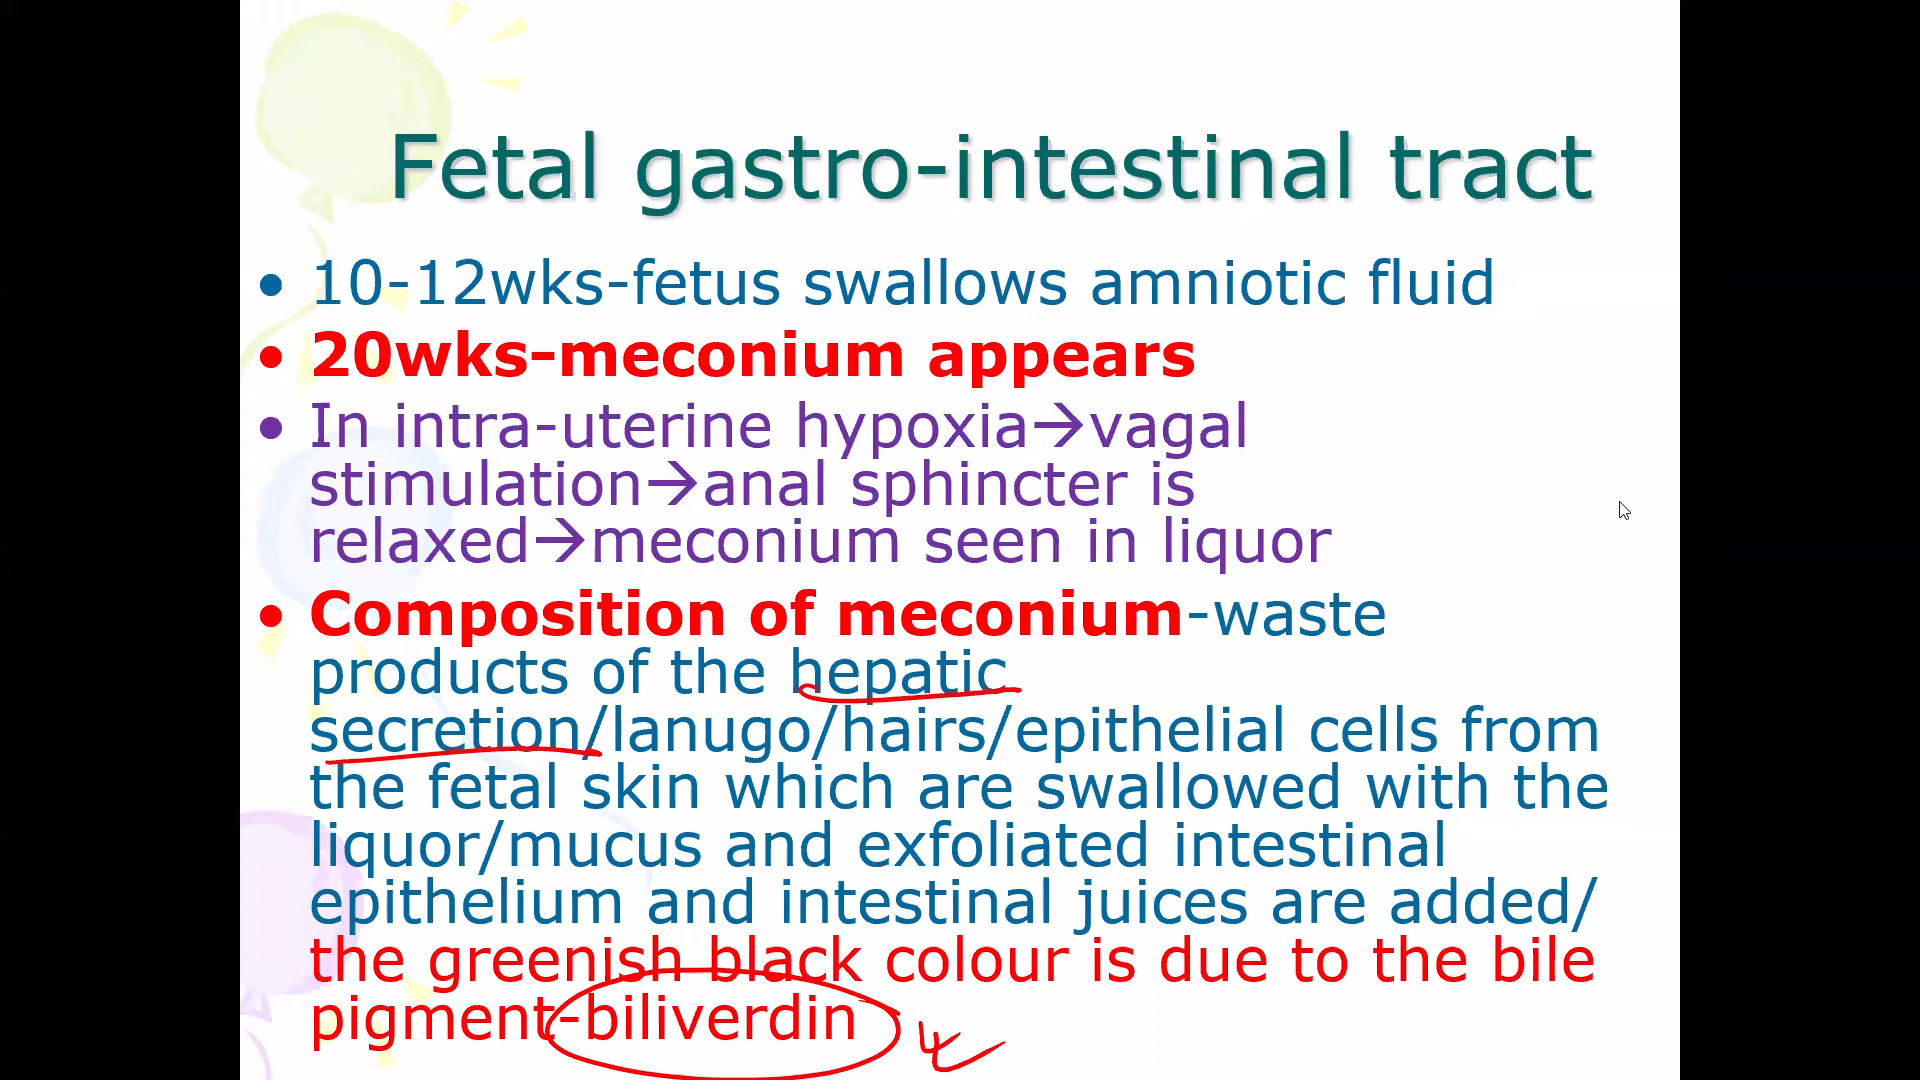 Fetal gastro-intestinal tract
• 10-12wks-fetus swallows amniotic fluid
• 20wks-meconium appears
• In intra-uterine hypoxia→vagal
stimulation→anal sphincter is
relaxed→meconium seen in liquor
• Composition of meconium-waste
products of the hepatic
secretion/lanugo/hairs/epithelial cells from
the fetal skin which are swallowed with the
liquor/mucus and exfoliated intestinal
epithelium and intestinal juices are added/
the greenish black colour is due to the bile
pigment-biliverdin